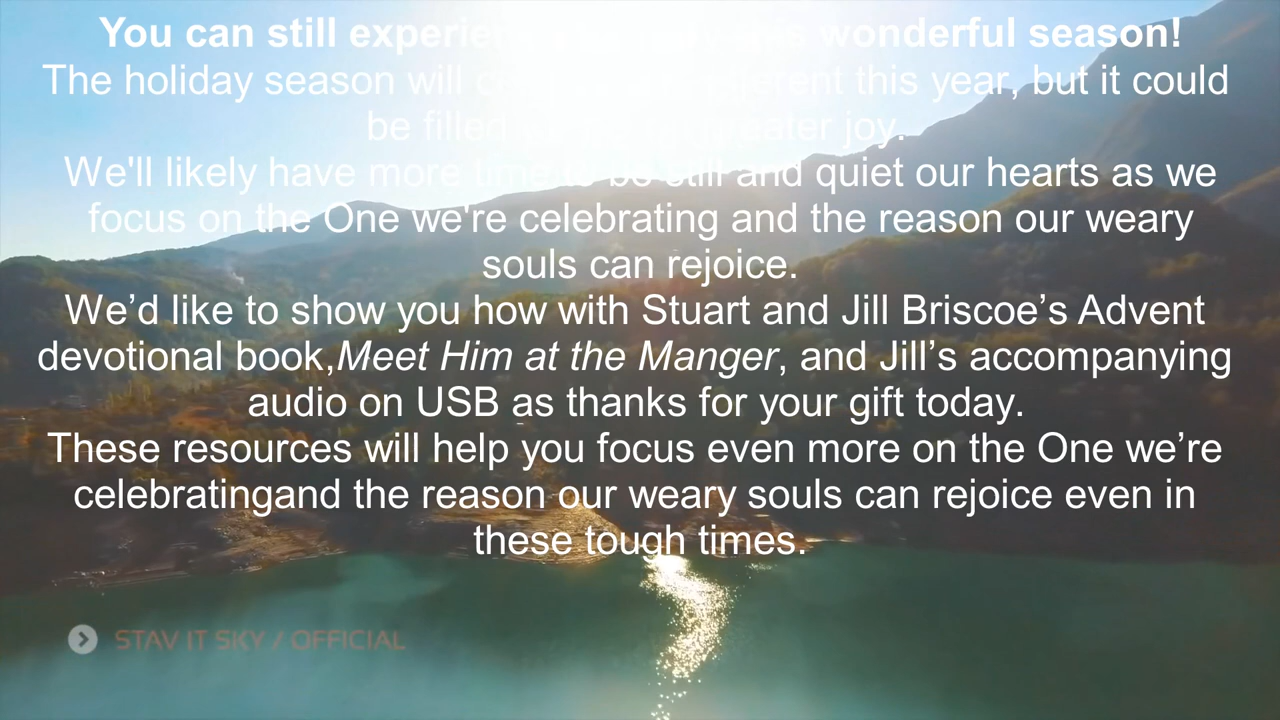 You can still experience wonderful season!
The holiday season will different this year, but it could
be filled greater joy.
We'll likely have more time to be still and quiet our hearts as we
focus on the One we're celebrating and the reason our weary
souls can rejoice.
We’d like to show you how with Stuart and Jill Briscoe’s Advent
devotional book,Meet Him at the Manger, and Jill’s accompanying
audio on USB as thanks for your gift today.
These resources will help you focus even more on the One we’re
celebratingand the reason our weary souls can rejoice even in
these tough times.
STAV IT SKY / OFFICIAL